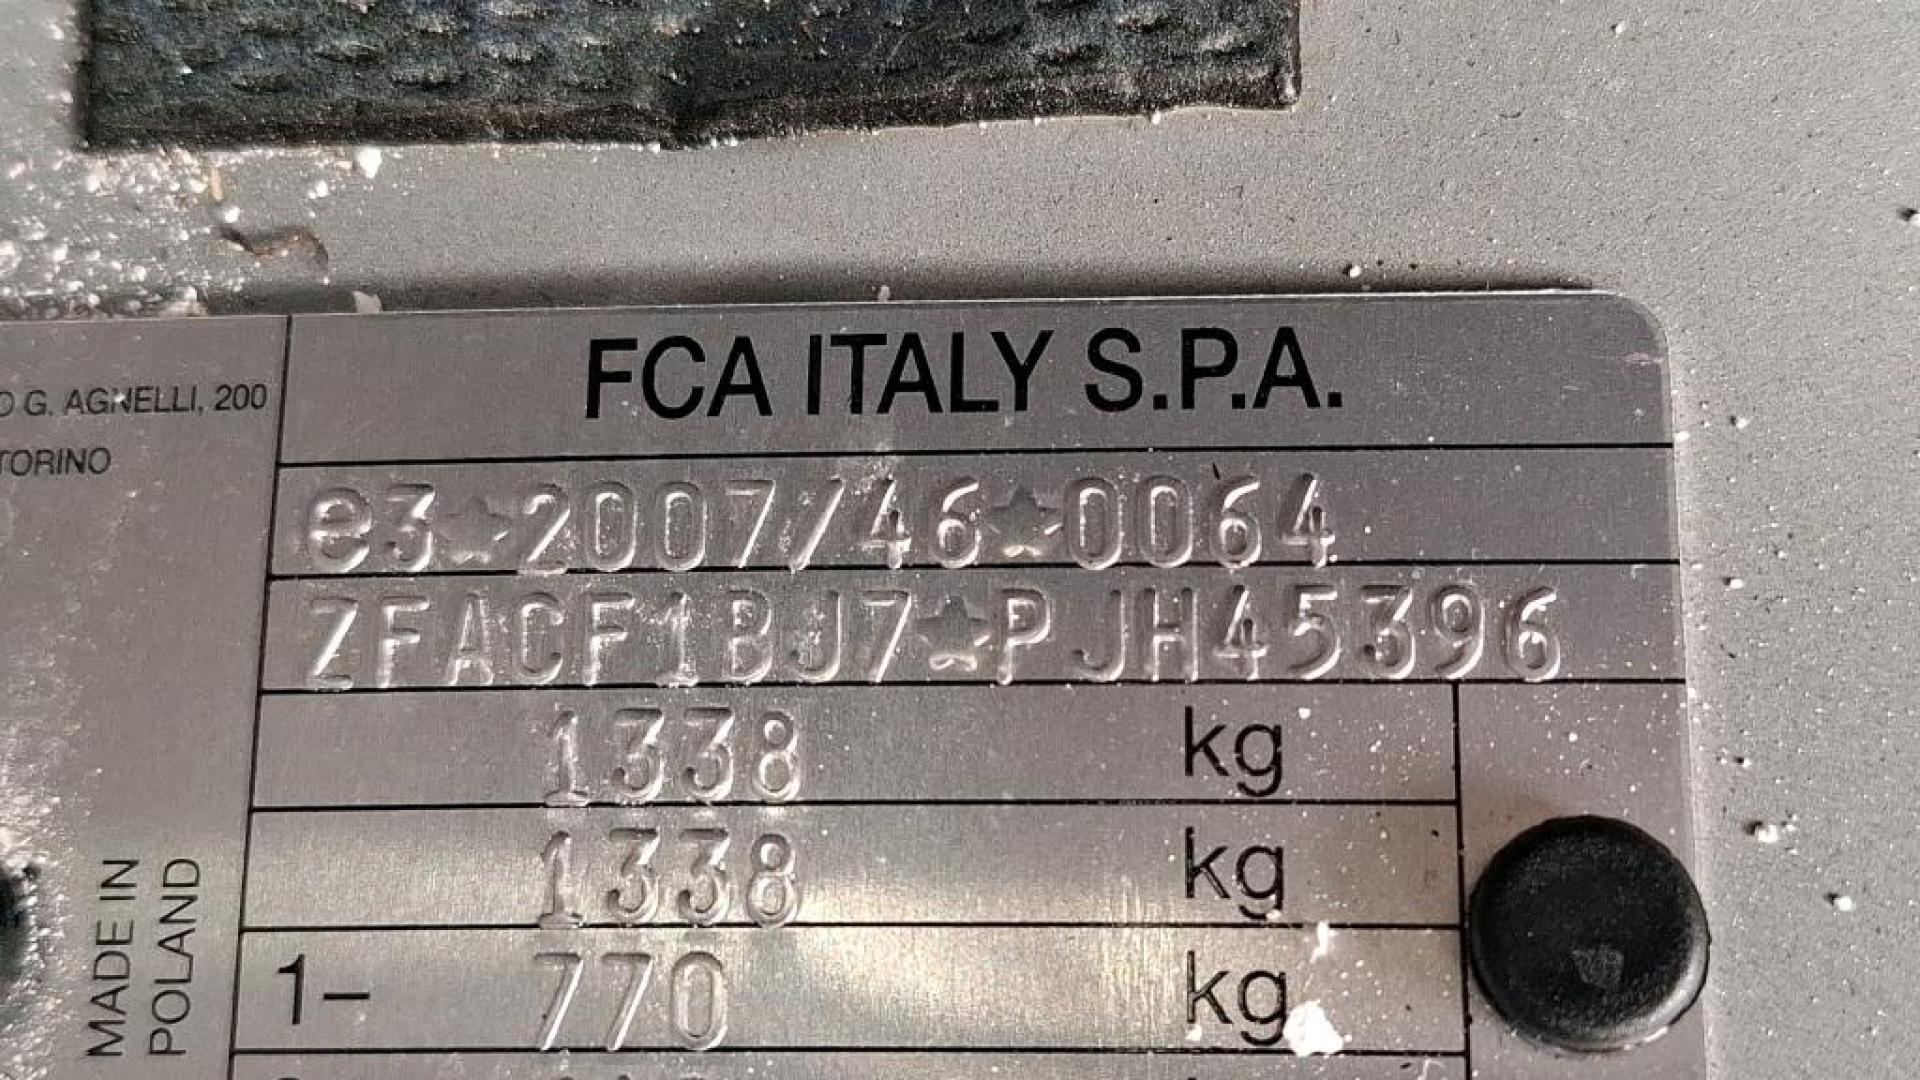 FCA ITALY S.P.A.
O G. AGNELLI, 200
TORINO
e3★2007/46★0064
ZFACF1BJ7★PJH45396
1338 kg
1338 kg
1- 770 kg
MADE IN
POLAND